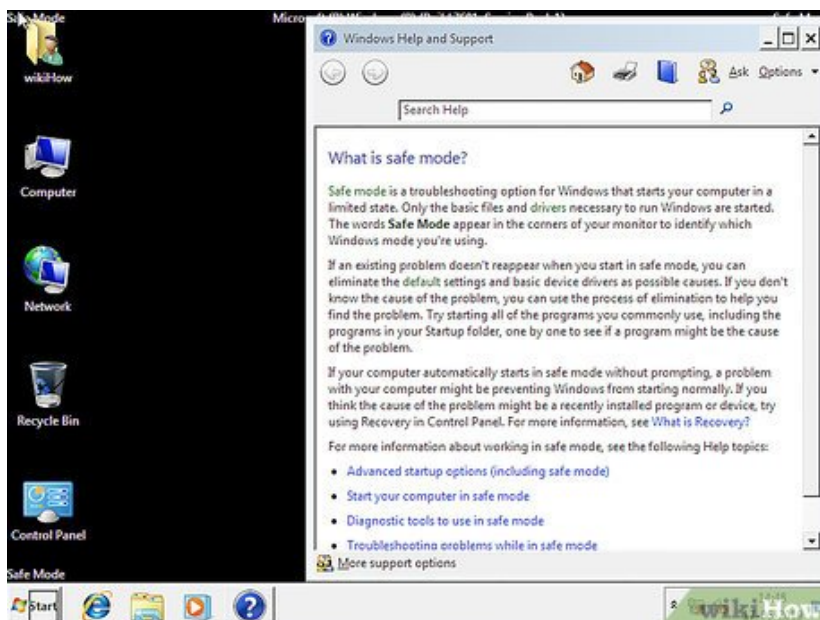 Safe Mode
Windows Help and Support
wikiHow
Ask Options
Search Help
Computer
What is safe mode?
Safe mode is a troubleshooting option for Windows that starts your computer in a
limited state. Only the basic files and drivers necessary to run Windows are started.
The words Safe Mode appear in the corners of your monitor to identify which
Windows mode you're using.
If an existing problem doesn't reappear when you start in safe mode, you can
eliminate the default settings and basic device drivers as possible causes. If you don't
know the cause of the problem, you can use the process of elimination to help you
find the problem. Try starting all of the programs you commonly use, including the
programs in your Startup folder, one by one to see if a program might be the cause
of the problem.
Network
If your computer automatically starts in safe mode without prompting, a problem
with your computer might be preventing Windows from starting normally. If you
think the cause of the problem might be a recently installed program or device, try
using Recovery in Control Panel. For more information, see What is Recovery?
Recycle Bin
For more information about working in safe mode, see the following Help topics:
• Advanced startup options (including safe mode)
• Start your computer in safe mode
• Diagnostic tools to use in safe mode
• Troubleshooting problems while in safe mode
Control Panel
More support options
Safe Mode
Start
wikiHow